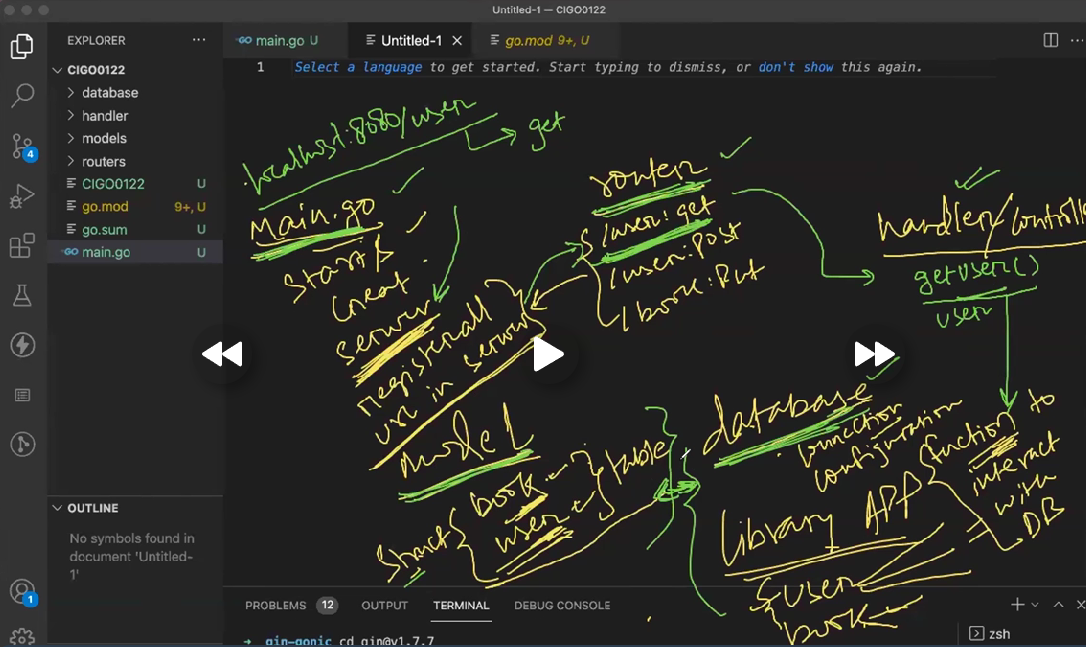 Untitled-1 — CIGO0122
EXPLORER
main.go U
Untitled-1
go.mod 9+, U
CIGO0122
1 Select a language to get started. Start typing to dismiss, or don't show this again.
database
handler
models
routers
CIGO0122 U
go.mod 9+, U
go.sum U
main.go U
4
localhost:8080/user
get
main.go
start
creat
server
register all
url in server
router
/user:get
/user:Post
/book:Put
handler/controlle
getuser()
user
model
struct
book
user
table
database
configuration
function to
interact
with
DB
Library APP
user
book
OUTLINE
No symbols found in
document 'Untitled-
1'
1
PROBLEMS 12 OUTPUT TERMINAL DEBUG CONSOLE
gin-gonic cd gin@v1.7.7
zsh